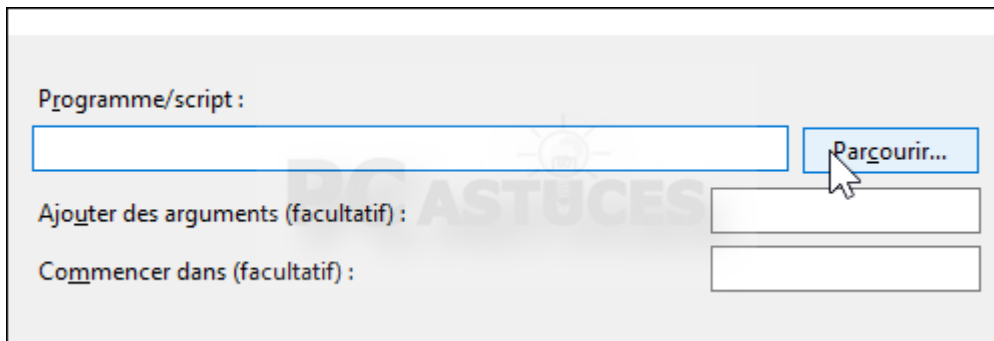 Programme/script :
Parcourir...
PC ASTUCES
Ajouter des arguments (facultatif) :
Commencer dans (facultatif) :